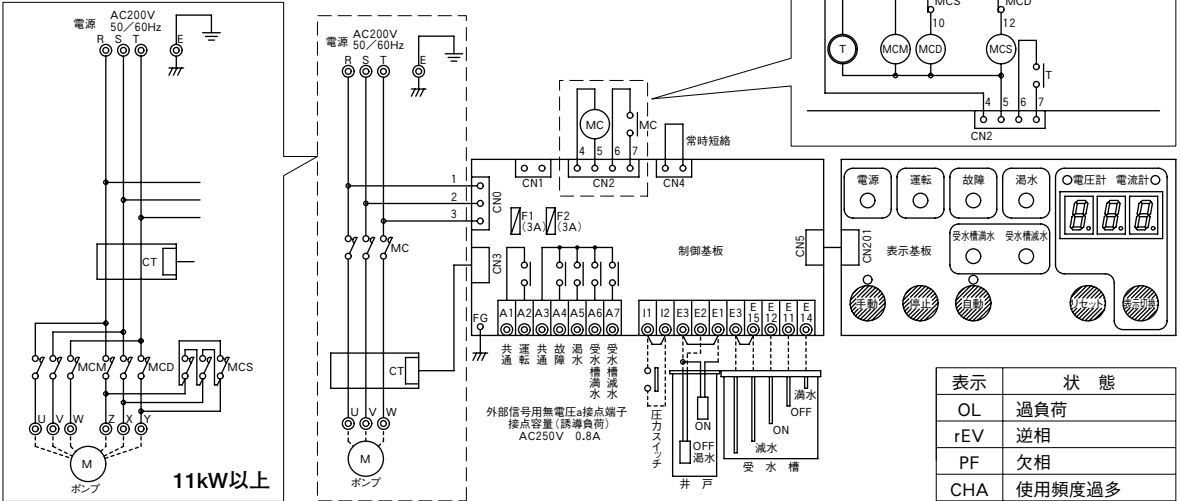 電源
AC200V
50/60Hz
R S T
E
CT
MCM
MCD
MCS
U V W
Z X Y
M
ポンプ
11kW以上
電源
AC200V
50/60Hz
R S T
E
MC
CT
U V W
M
ポンプ
MC
MC
4 5 6 7
CN1
CN2
常時短絡
CN4
1
2
3
CN0
F1
(3A)
F2
(3A)
CN3
制御基板
CN5
FG
A1 A2 A3 A4 A5 A6 A7
共通
運転
共通
故障
渇水
受水槽満水
受水槽減水
外部信号用無電圧a接点端子
接点容量(誘導負荷)
AC250V 0.8A
I1 I2 E3 E2 E1 E3 E15 E12 E11 E14
圧力スイッチ
ON
OFF
渇水
井戸
満水
OFF
ON
減水
受水槽
MCS
MCD
10
12
T
MCM
MCD
MCS
T
4 5 6 7
CN2
CN201
表示基板
電源
運転
故障
渇水
受水槽満水
受水槽減水
電圧計
電流計
8.8.8.
手動
停止
自動
リセット
表示切換
表示 状態
OL 過負荷
rEV 逆相
PF 欠相
CHA 使用頻度過多